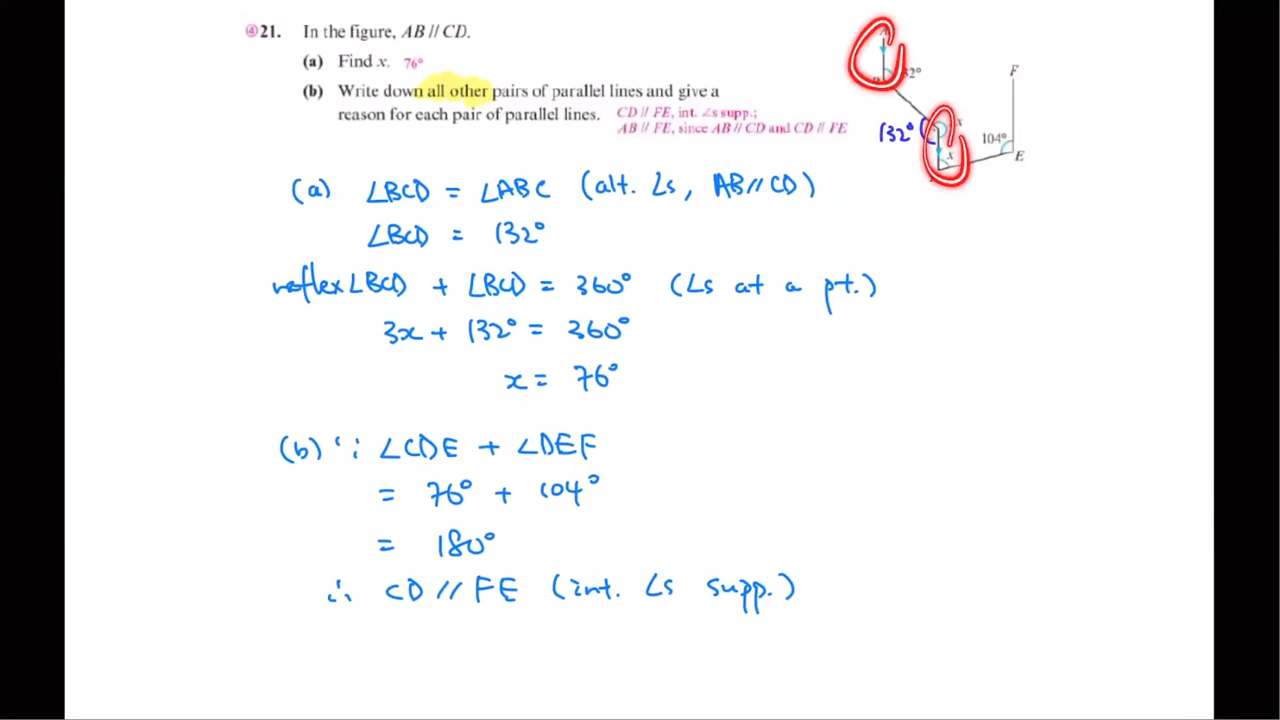 ④21. In the figure, AB // CD.
(a) Find x. 76°
(b) Write down all other pairs of parallel lines and give a
reason for each pair of parallel lines. CD // FE, int. ∠s supp.;
AB // FE, since AB // CD and CD // FE
F
132°
104°
x
E
(a) ∠BCD = ∠ABC (alt. ∠s, AB // CD)
∠BCD = 132°
reflex∠BCD + ∠BCD = 360° (∠s at a pt.)
3x + 132° = 360°
x = 76°
(b) ∵ ∠CDE + ∠DEF
= 76° + 104°
= 180°
∴ CD // FE (int. ∠s supp.)